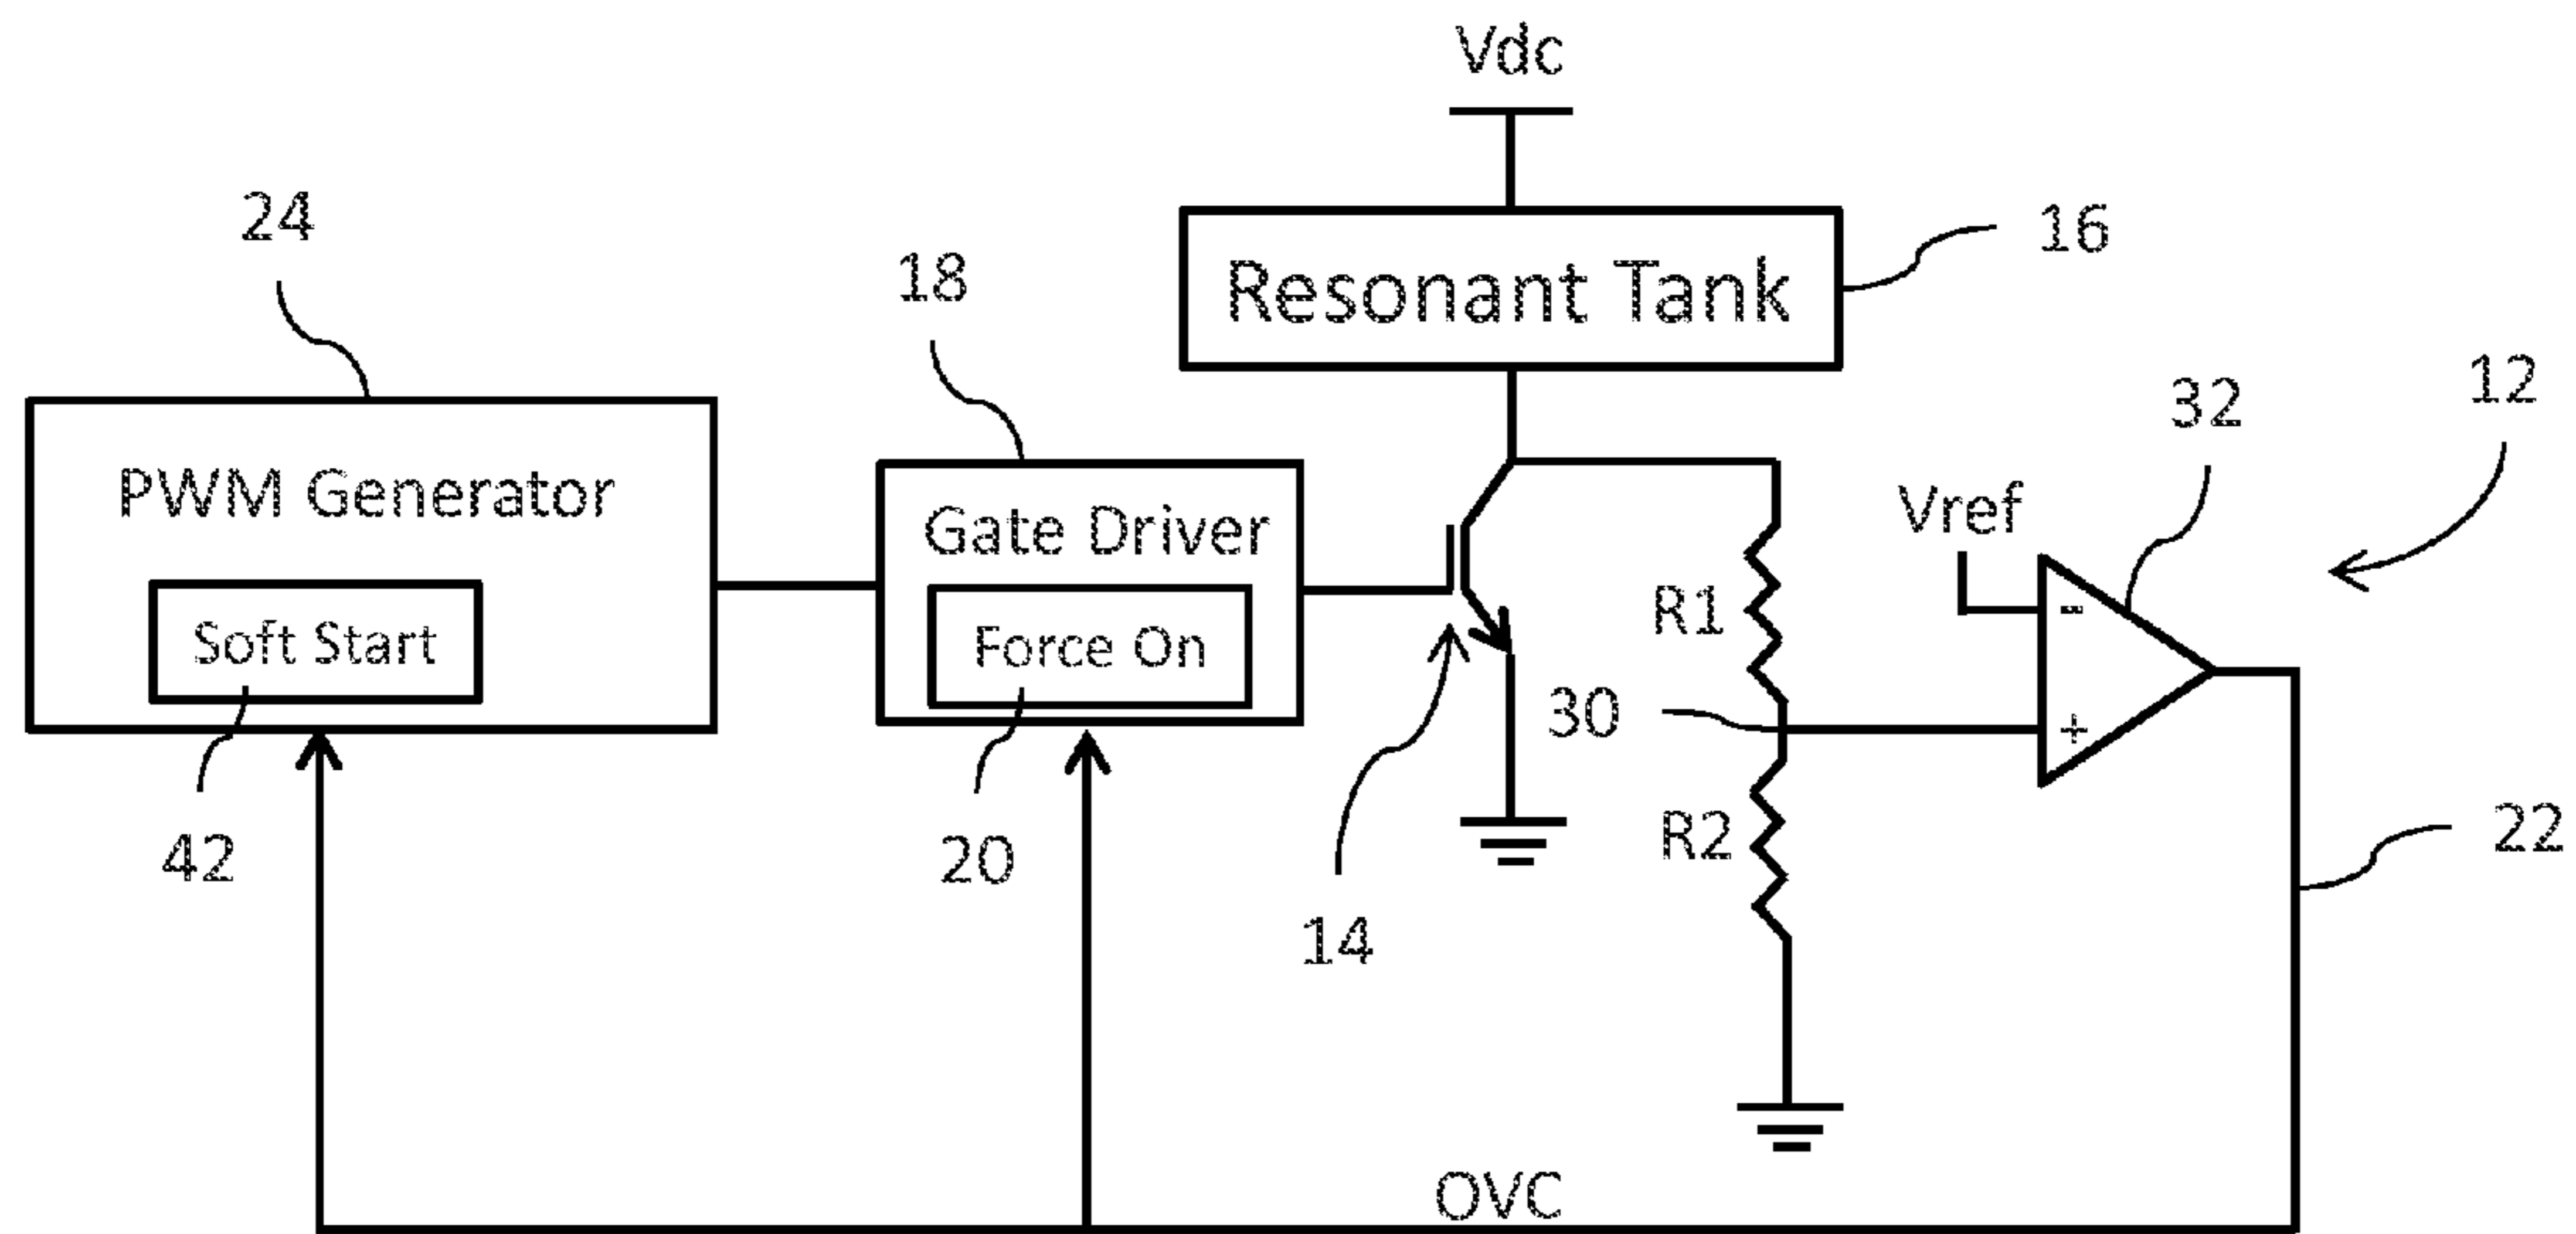 Vdc
24
16
18
Resonant Tank
12
32
PWM Generator
Vref
Gate Driver
R1
-
Soft Start
Force On
30
+
42
20
R2
22
14
OVC